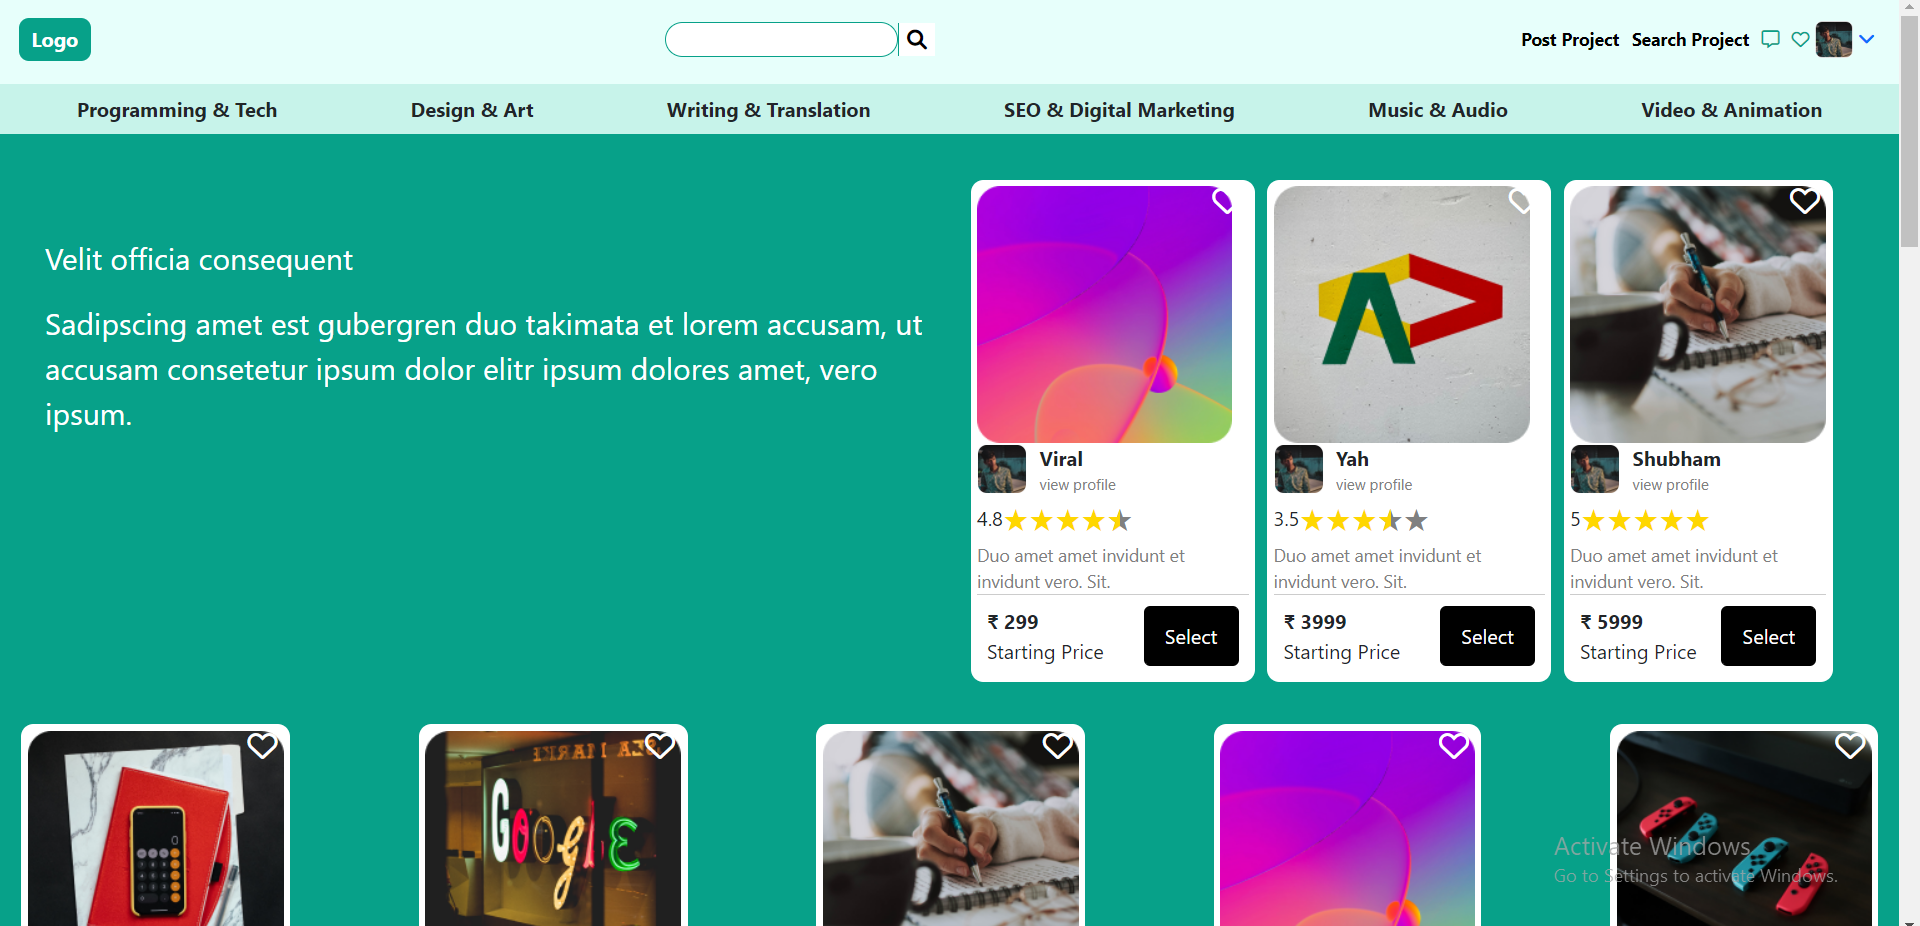 Logo
Post Project Search Project
Programming & Tech Design & Art Writing & Translation SEO & Digital Marketing Music & Audio Video & Animation
Velit officia consequent
Sadipscing amet est gubergren duo takimata et lorem accusam, ut
accusam consetetur ipsum dolor elitr ipsum dolores amet, vero
ipsum.
Viral
view profile
4.8
Duo amet amet invidunt et
invidunt vero. Sit.
₹ 299
Starting Price
Select
Yah
view profile
3.5
Duo amet amet invidunt et
invidunt vero. Sit.
₹ 3999
Starting Price
Select
Shubham
view profile
5
Duo amet amet invidunt et
invidunt vero. Sit.
₹ 5999
Starting Price
Select
Google
Activate Windows
Go to Settings to activate Windows.